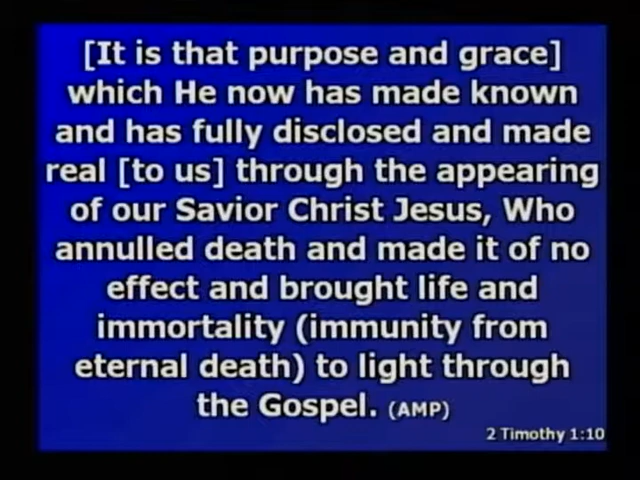 [It is that purpose and grace]
which He now has made known
and has fully disclosed and made
real [to us] through the appearing
of our Savior Christ Jesus, Who
annulled death and made it of no
effect and brought life and
immortality (immunity from
eternal death) to light through
the Gospel. (AMP)
2 Timothy 1:10